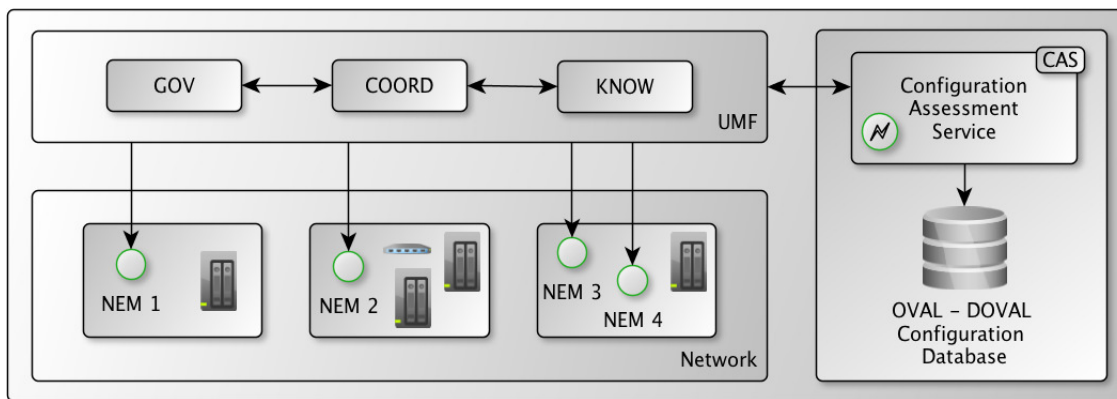 GOV
COORD
KNOW
UMF
CAS
Configuration
Assessment
Service
NEM 1
NEM 2
NEM 3
NEM 4
Network
OVAL – DOVAL
Configuration
Database